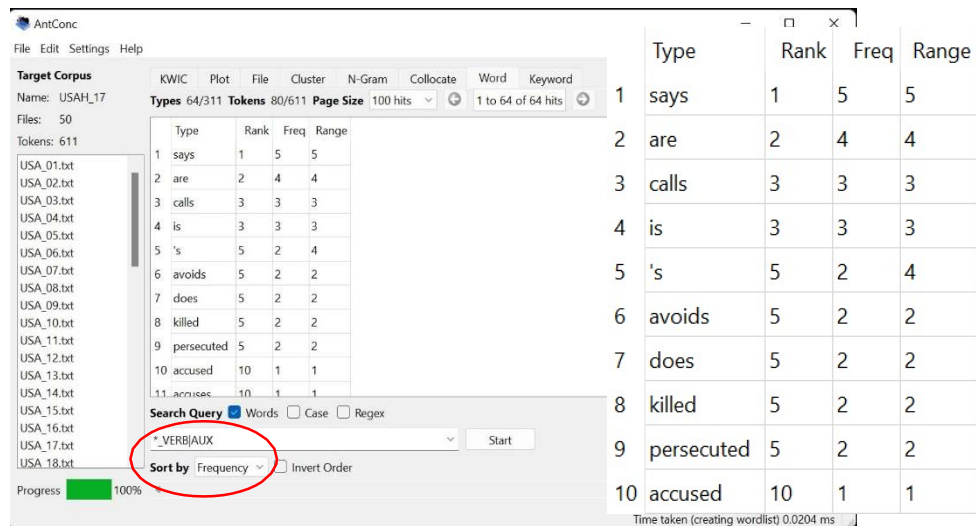 AntConc
File Edit Settings Help
Target Corpus
Name: USAH_17
Files: 50
Tokens: 611
USA_01.txt
USA_02.txt
USA_03.txt
USA_04.txt
USA_05.txt
USA_06.txt
USA_07.txt
USA_08.txt
USA_09.txt
USA_10.txt
USA_11.txt
USA_12.txt
USA_13.txt
USA_14.txt
USA_15.txt
USA_16.txt
USA_17.txt
USA_18.txt
Progress 100%
KWIC Plot File Cluster N-Gram Collocate Word Keyword
Types 64/311 Tokens 80/611 Page Size 100 hits 1 to 64 of 64 hits
Type Rank Freq Range
1 says 1 5 5
2 are 2 4 4
3 calls 3 3 3
4 is 3 3 3
5 's 5 2 4
6 avoids 5 2 2
7 does 5 2 2
8 killed 5 2 2
9 persecuted 5 2 2
10 accused 10 1 1
11 accuses 10 1 1
Search Query Words Case Regex
*_VERB|AUX Start
Sort by Frequency Invert Order
Time taken (creating wordlist) 0.0204 ms
Type Rank Freq Range
1 says 1 5 5
2 are 2 4 4
3 calls 3 3 3
4 is 3 3 3
5 's 5 2 4
6 avoids 5 2 2
7 does 5 2 2
8 killed 5 2 2
9 persecuted 5 2 2
10 accused 10 1 1